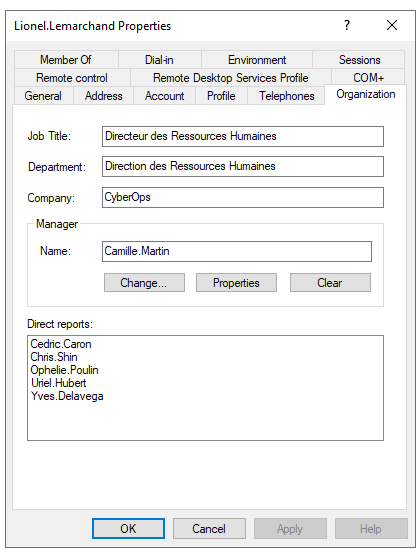 Lionel.Lemarchand Properties ? ×
Member Of Dial-in Environment Sessions
Remote control Remote Desktop Services Profile COM+
General Address Account Profile Telephones Organization
Job Title: Directeur des Ressources Humaines
Department: Direction des Ressources Humaines
Company: CyberOps
Manager
Name: Camille.Martin
Change... Properties Clear
Direct reports:
Cedric.Caron
Chris.Shin
Ophelie.Poulin
Uriel.Hubert
Yves.Delavega
OK Cancel Apply Help